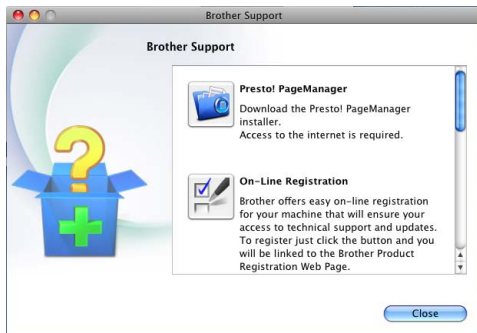 Brother Support
Brother Support
Presto! PageManager
Download the Presto! PageManager
installer.
Access to the internet is required.
On-Line Registration
Brother offers easy on-line registration
for your machine that will ensure your
access to technical support and updates.
To register just click the button and you
will be linked to the Brother Product
Registration Web Page.
Close